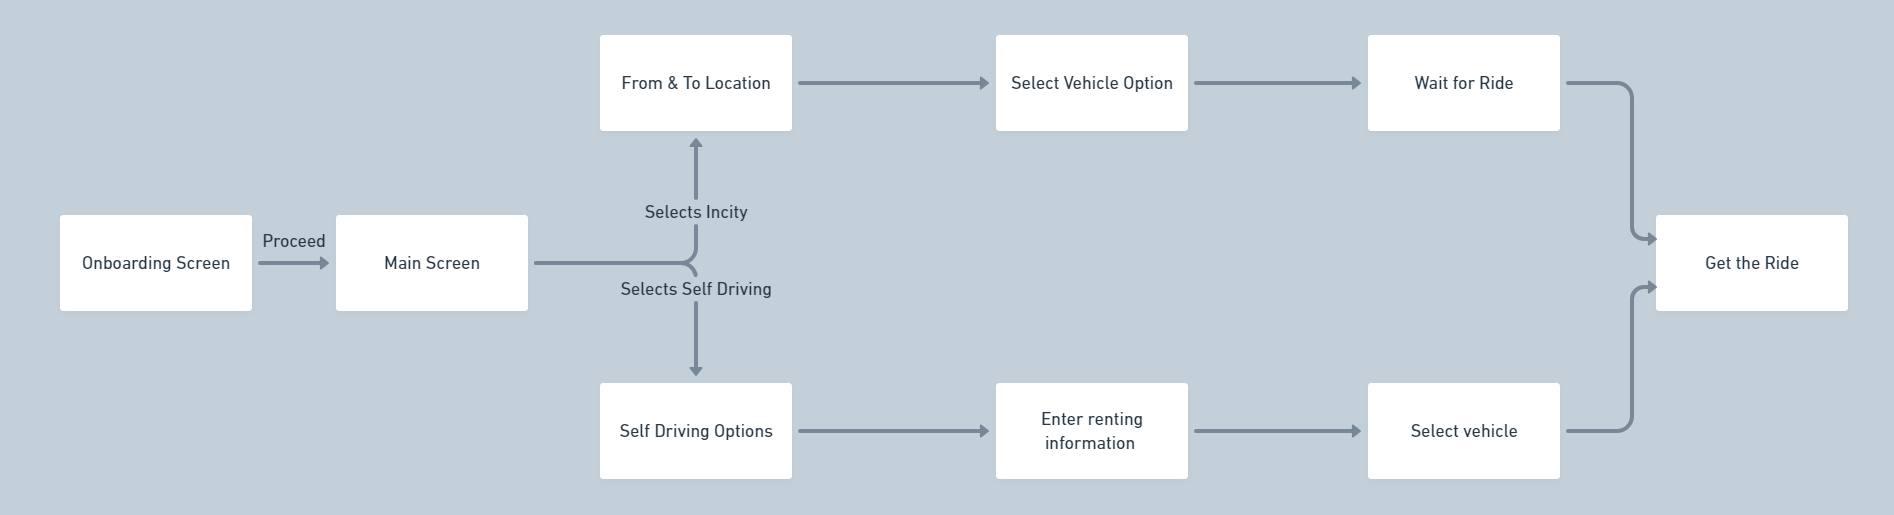 From & To Location
Select Vehicle Option
Wait for Ride
Selects Incity
Onboarding Screen
Proceed
Main Screen
Get the Ride
Selects Self Driving
Self Driving Options
Enter renting
information
Select vehicle